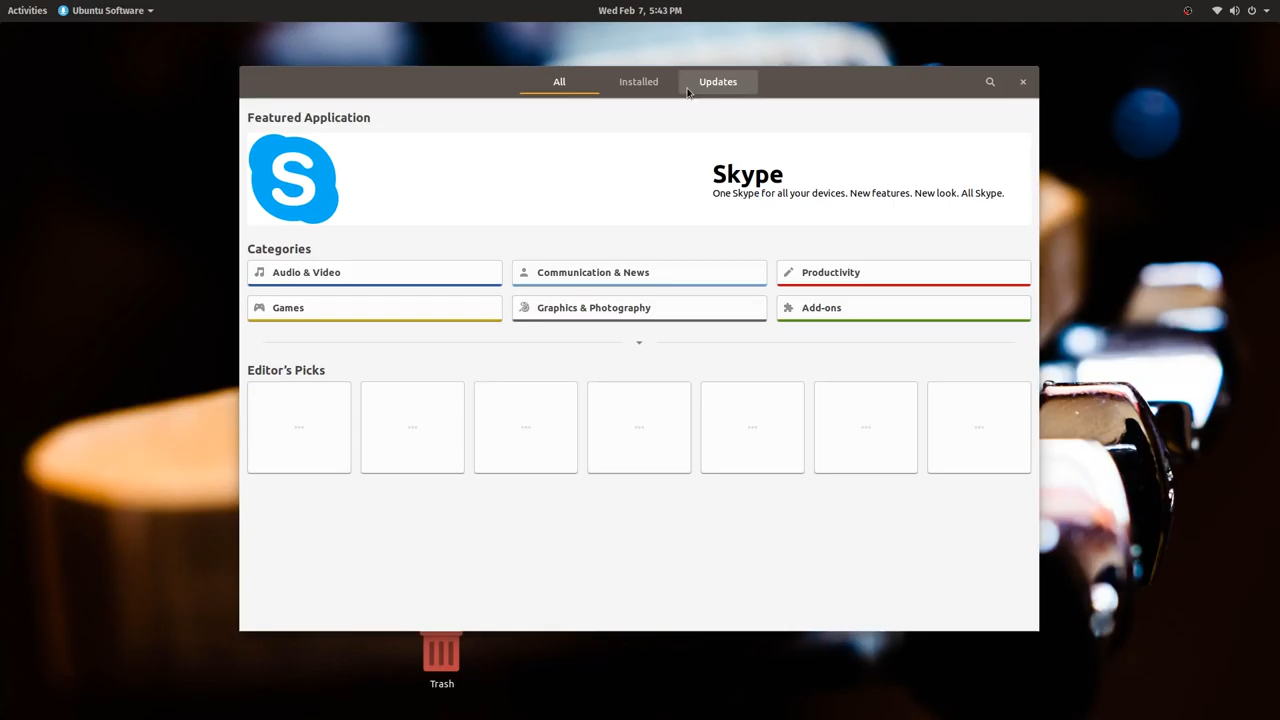 Activities
Ubuntu Software
Wed Feb 7, 5:43 PM
All
Installed
Updates
Featured Application
S
Skype
One Skype for all your devices. New features. New look. All Skype.
Categories
Audio & Video
Communication & News
Productivity
Games
Graphics & Photography
Add-ons
Editor’s Picks
...
...
...
...
...
...
...
Trash